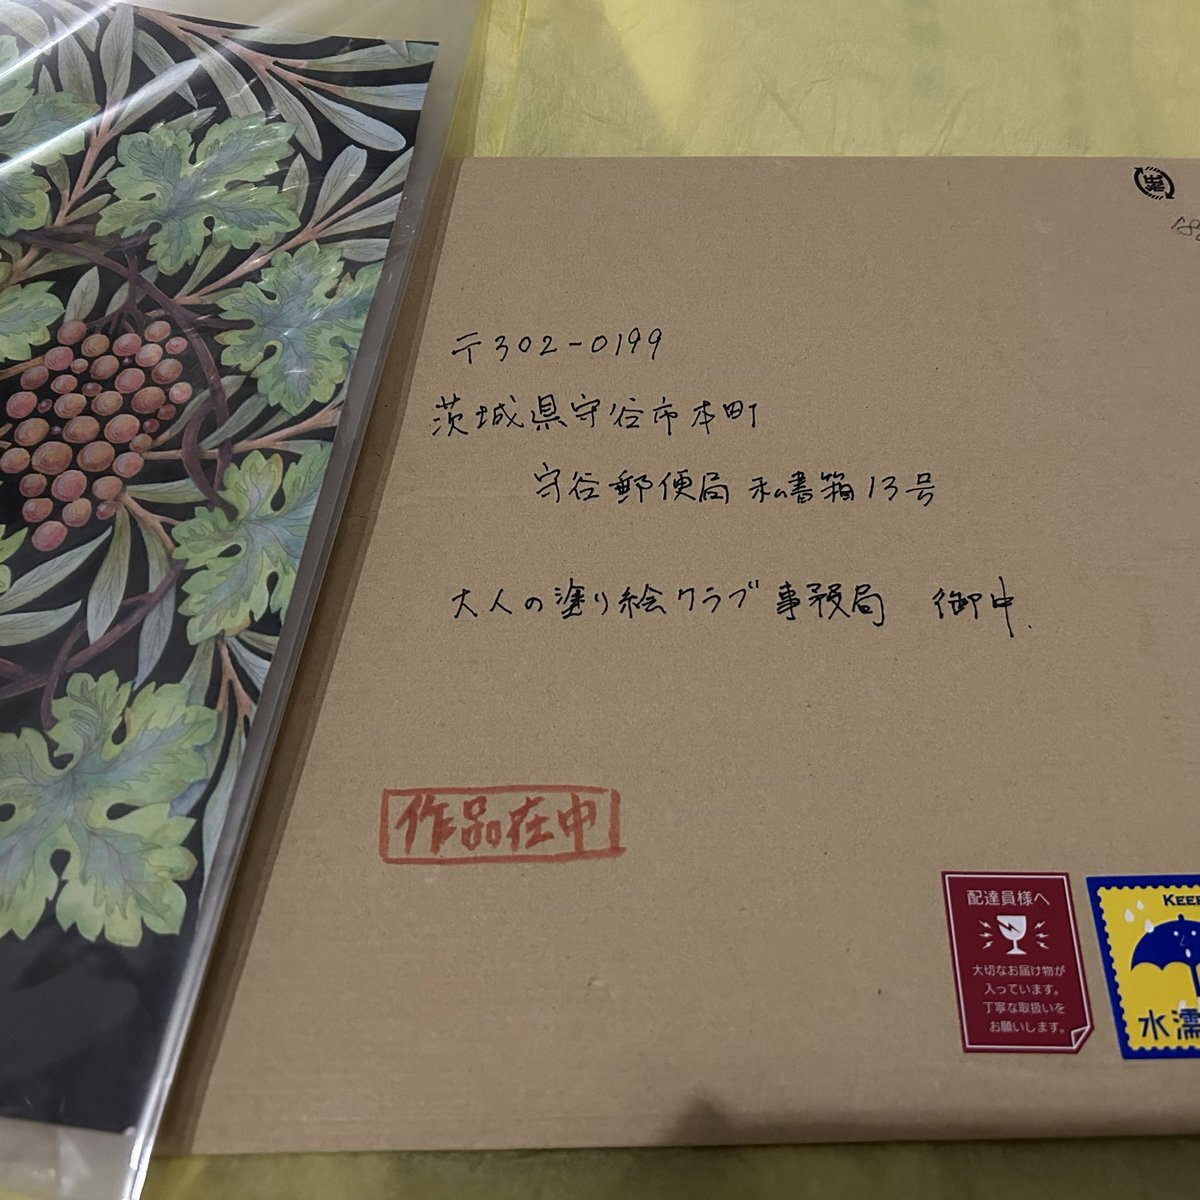 〒302-0199
茨城県守谷市本町
守谷郵便局 私書箱13号
大人の塗り絵クラブ事務局 御中.
作品在中
配達員様へ
大切なお届け物が
入っています。
丁寧な取扱いを
お願いします。
KEEP
水濡